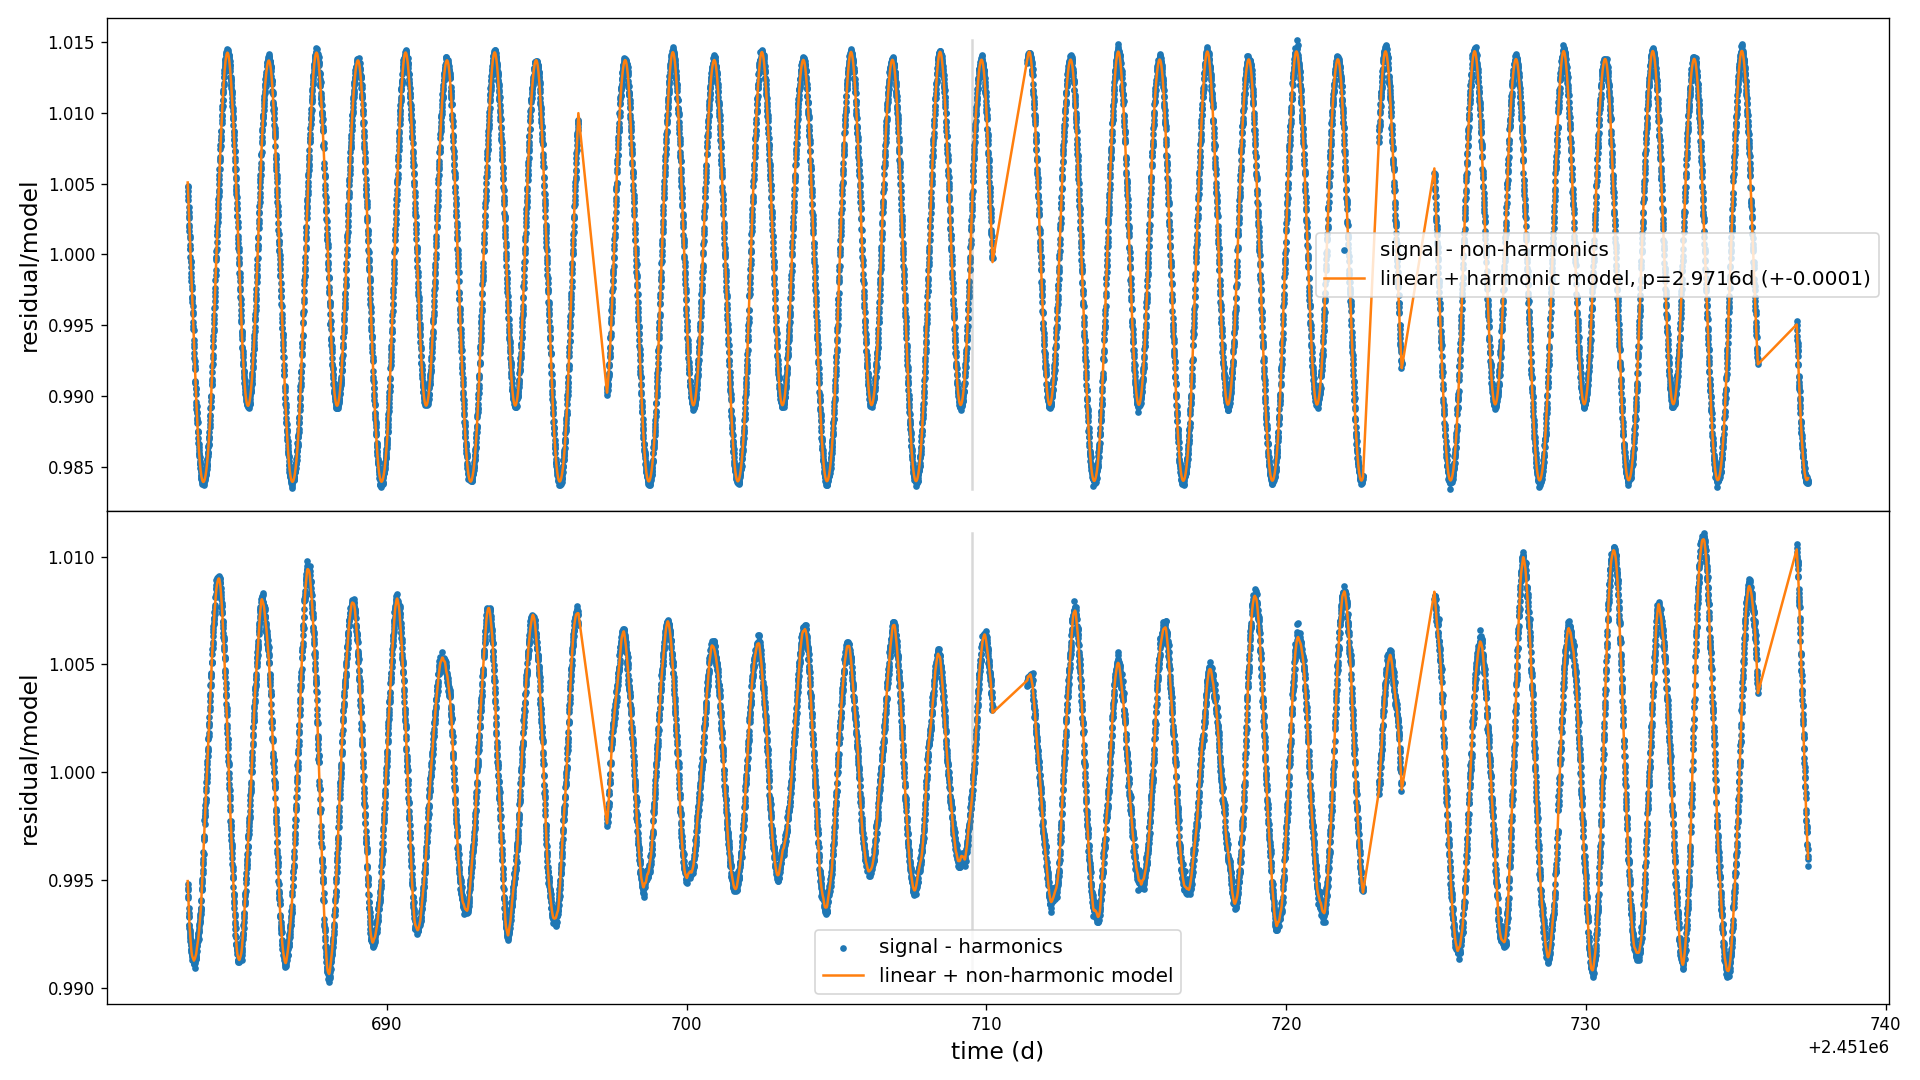 1.015
1.010
1.005
1.000
0.995
0.990
0.985
residual/model
signal - non-harmonics
linear + harmonic model, p=2.9716d (+-0.0001)
1.010
1.005
1.000
0.995
0.990
residual/model
signal - harmonics
linear + non-harmonic model
690 700 710 720 730 740
time (d)
+2.451e6